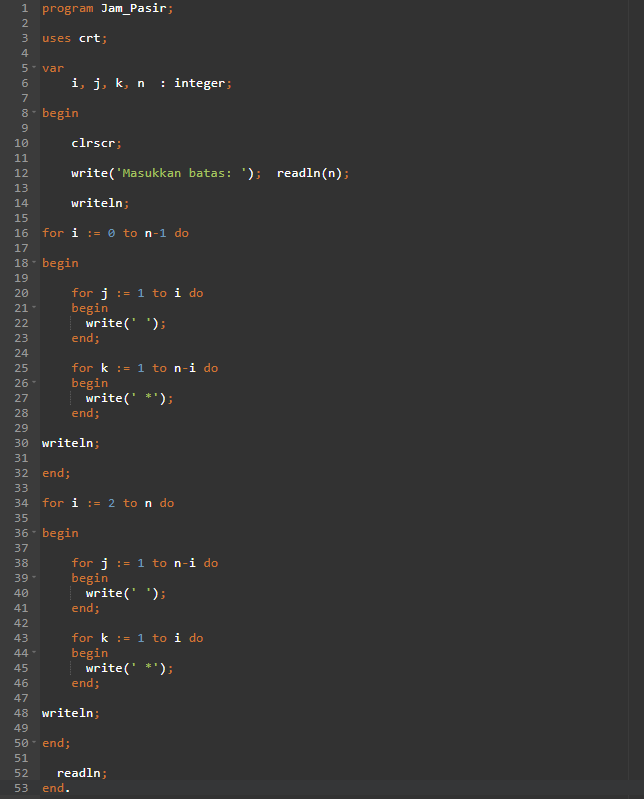 1 program Jam_Pasir;
2
3 uses crt;
4
5 var
6     i, j, k, n  : integer;
7
8 begin
9
10     clrscr;
11
12     write('Masukkan batas: ');  readln(n);
13
14     writeln;
15
16 for i := 0 to n-1 do
17
18 begin
19
20     for j := 1 to i do
21     begin
22       write(' ');
23     end;
24
25     for k := 1 to n-i do
26     begin
27       write(' *');
28     end;
29
30 writeln;
31
32 end;
33
34 for i := 2 to n do
35
36 begin
37
38     for j := 1 to n-i do
39     begin
40       write(' ');
41     end;
42
43     for k := 1 to i do
44     begin
45       write(' *');
46     end;
47
48 writeln;
49
50 end;
51
52   readln;
53 end.